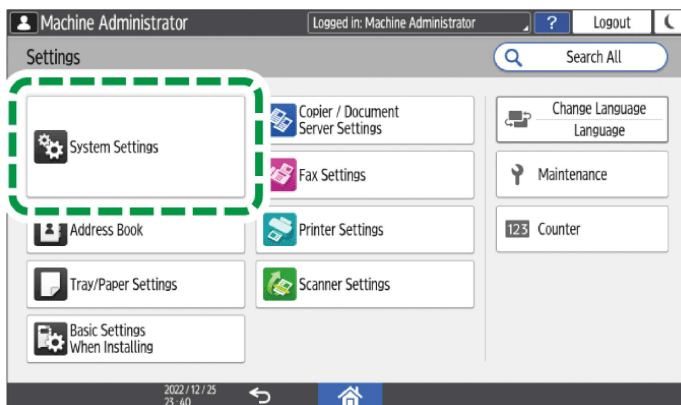 Machine Administrator
Logged in: Machine Administrator
?
Logout
Settings
Search All
System Settings
Copier / Document
Server Settings
Change Language
Language
Fax Settings
Maintenance
Address Book
Printer Settings
123 Counter
Tray/Paper Settings
Scanner Settings
Basic Settings
When Installing
2022/12/25
23:40